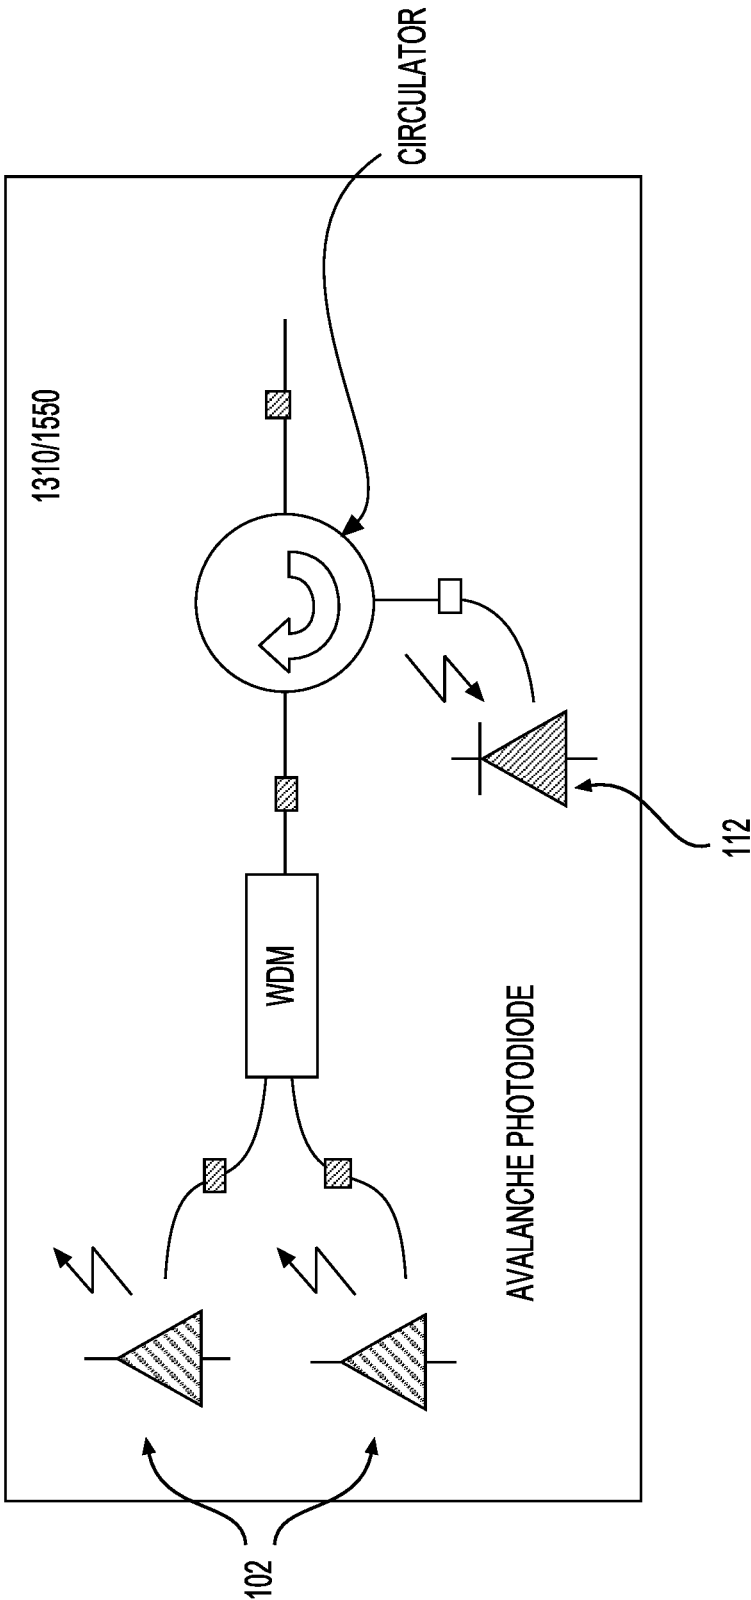 1310/1550
CIRCULATOR
WDM
AVALANCHE PHOTODIODE
102
112